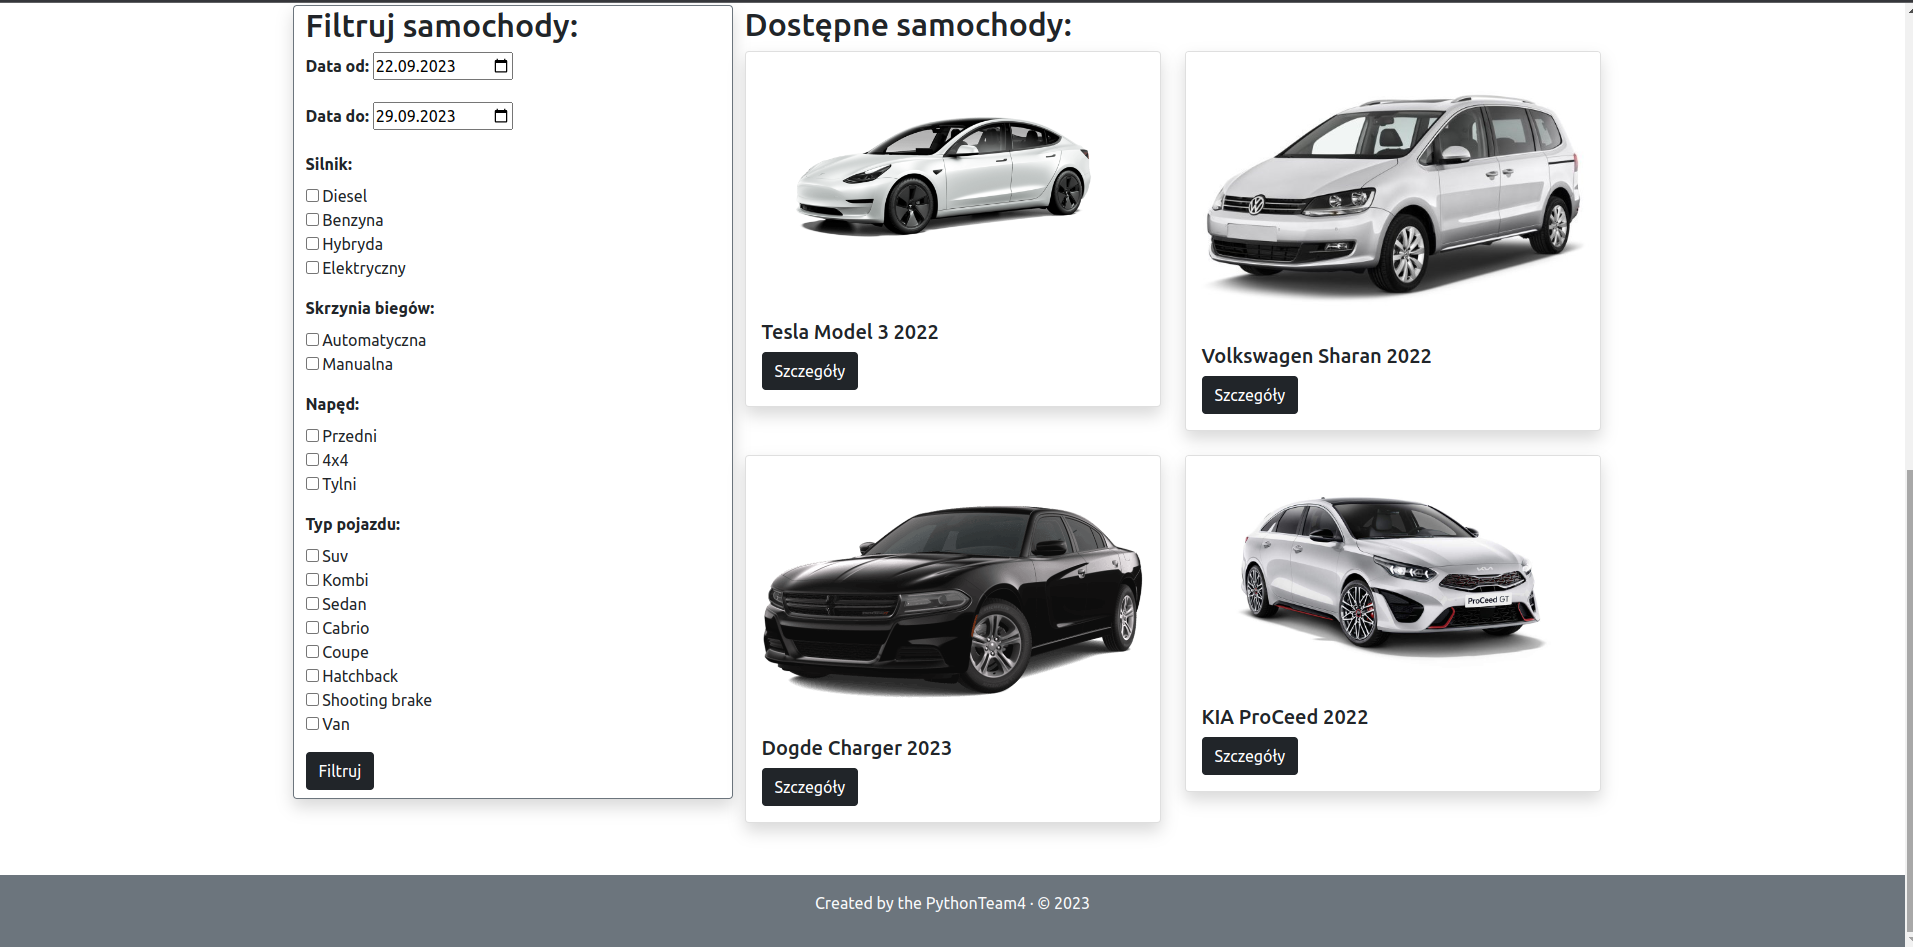 Filtruj samochody:
Data od: 22.09.2023
Data do: 29.09.2023
Silnik:
Diesel
Benzyna
Hybryda
Elektryczny
Skrzynia biegów:
Automatyczna
Manualna
Napęd:
Przedni
4x4
Tylni
Typ pojazdu:
Suv
Kombi
Sedan
Cabrio
Coupe
Hatchback
Shooting brake
Van
Filtruj
Dostępne samochody:
Tesla Model 3 2022
Szczegóły
Volkswagen Sharan 2022
Szczegóły
Dogde Charger 2023
Szczegóły
ProCeed GT
KIA ProCeed 2022
Szczegóły
Created by the PythonTeam4 · © 2023